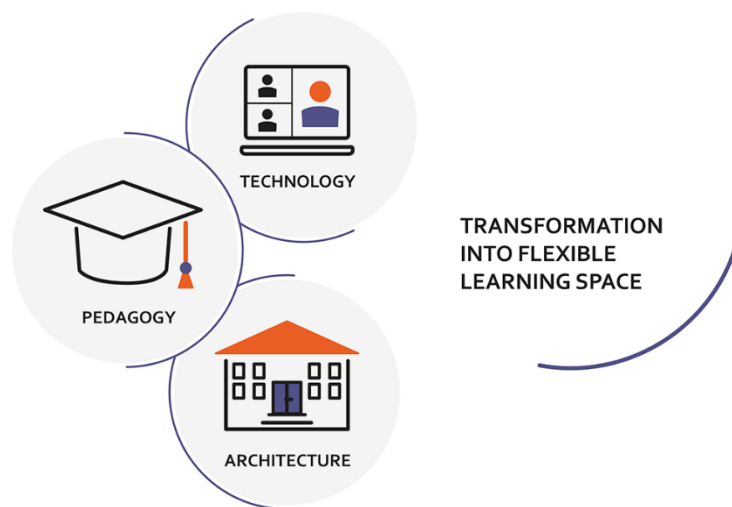 TECHNOLOGY
PEDAGOGY
ARCHITECTURE
TRANSFORMATION
INTO FLEXIBLE
LEARNING SPACE